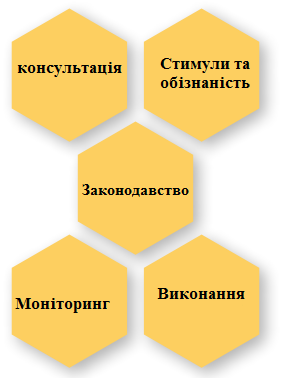 консультація
Стимули та
обізнаність
Законодавство
Моніторинг
Виконання